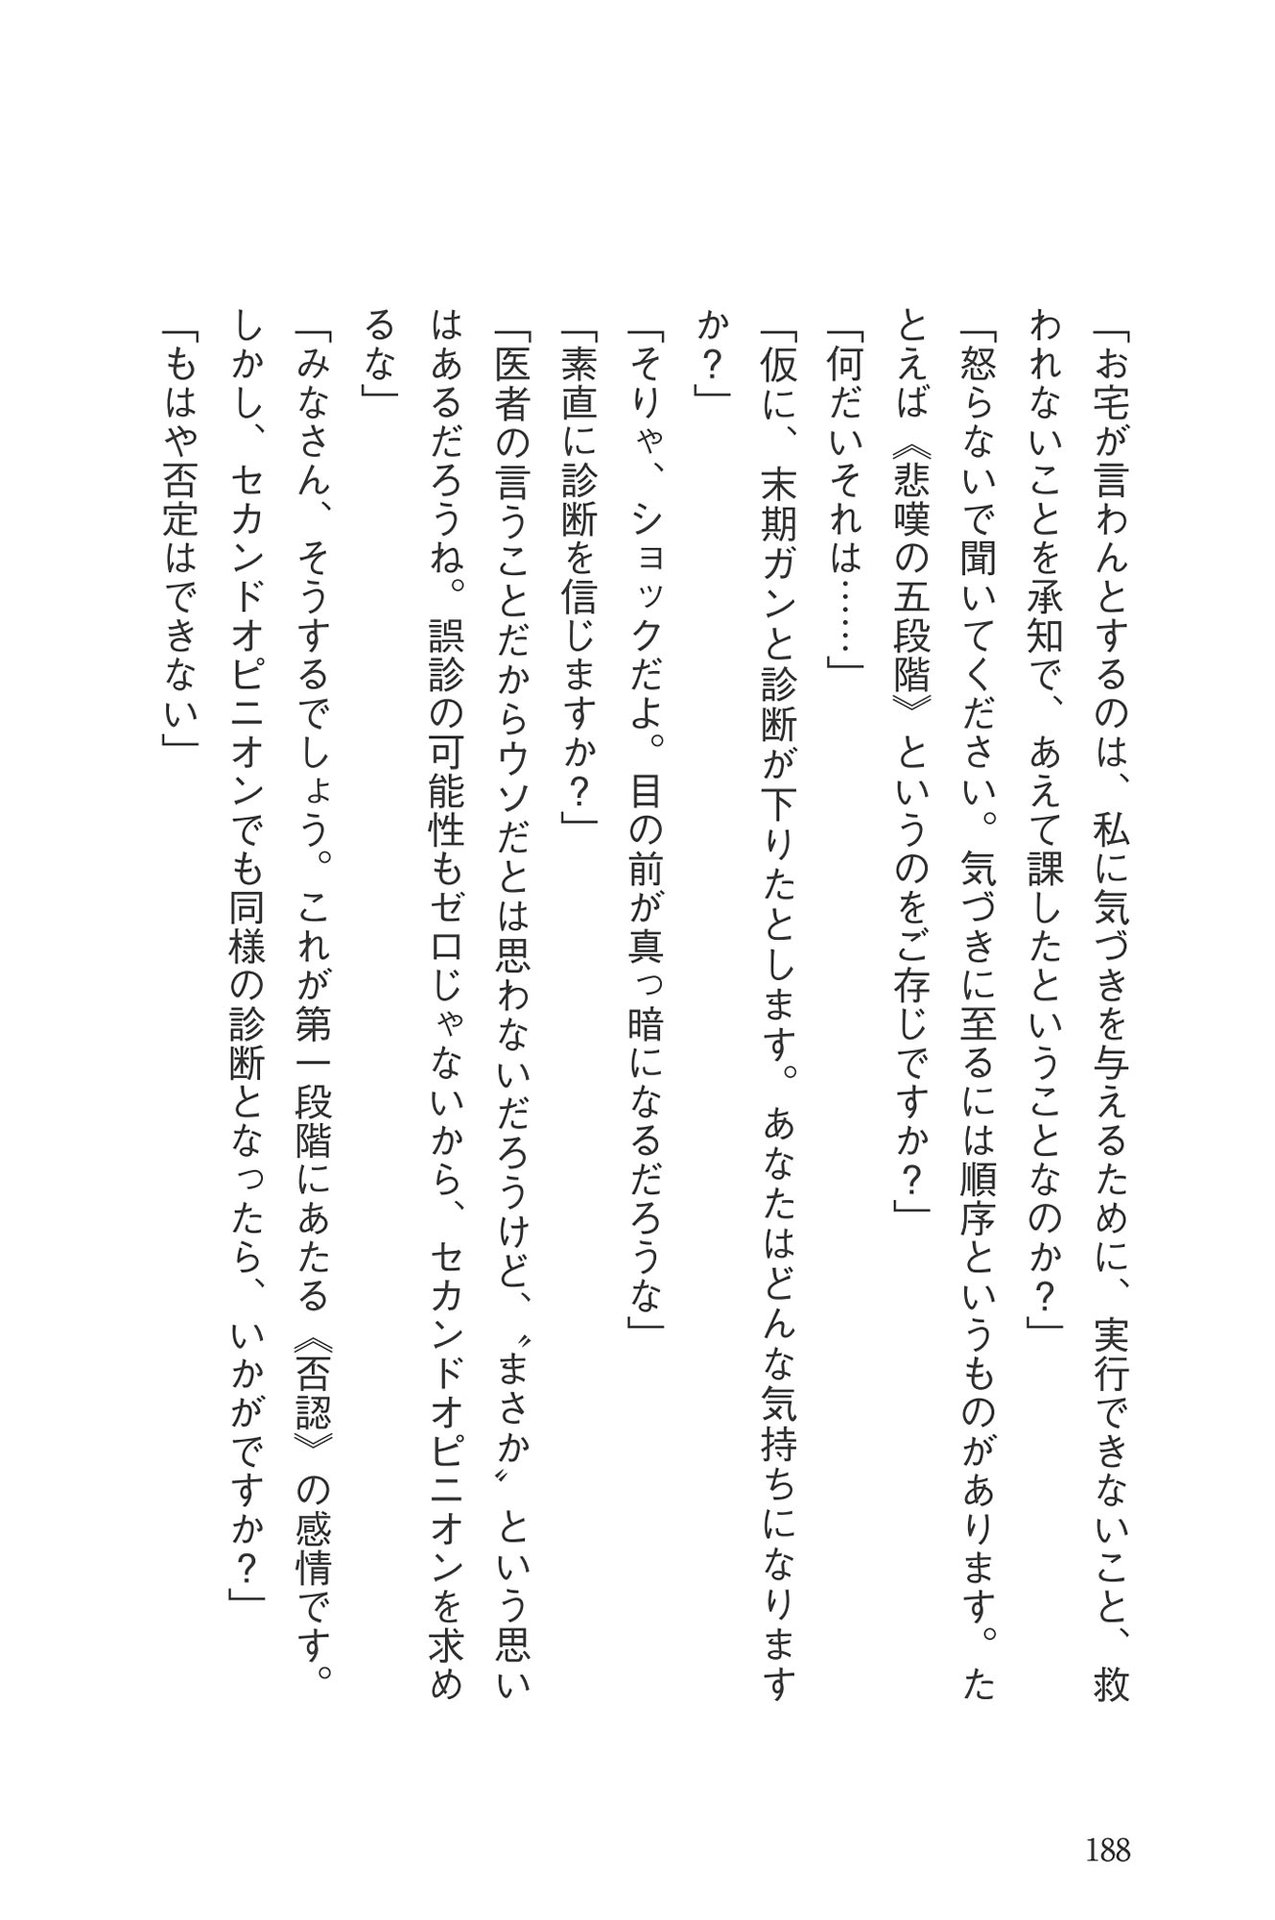 「お宅が言わんとするのは、私に気づきを与えるために、実行できないこと、救
われないことを承知で、あえて課したということなのか？」
「怒らないで聞いてください。気づきに至るには順序というものがあります。た
とえば《悲嘆の五段階》というのをご存じですか？」
「何だいそれは……」
「仮に、末期ガンと診断が下りたとします。あなたはどんな気持ちになります
か？」
「そりゃ、ショックだよ。目の前が真っ暗になるだろうな」
「素直に診断を信じますか？」
「医者の言うことだからウソだとは思わないだろうけど、〝まさか〟という思い
はあるだろうね。誤診の可能性もゼロじゃないから、セカンドオピニオンを求め
るな」
「みなさん、そうするでしょう。これが第一段階にあたる《否認》の感情です。
しかし、セカンドオピニオンでも同様の診断となったら、いかがですか？」
「もはや否定はできない」
188